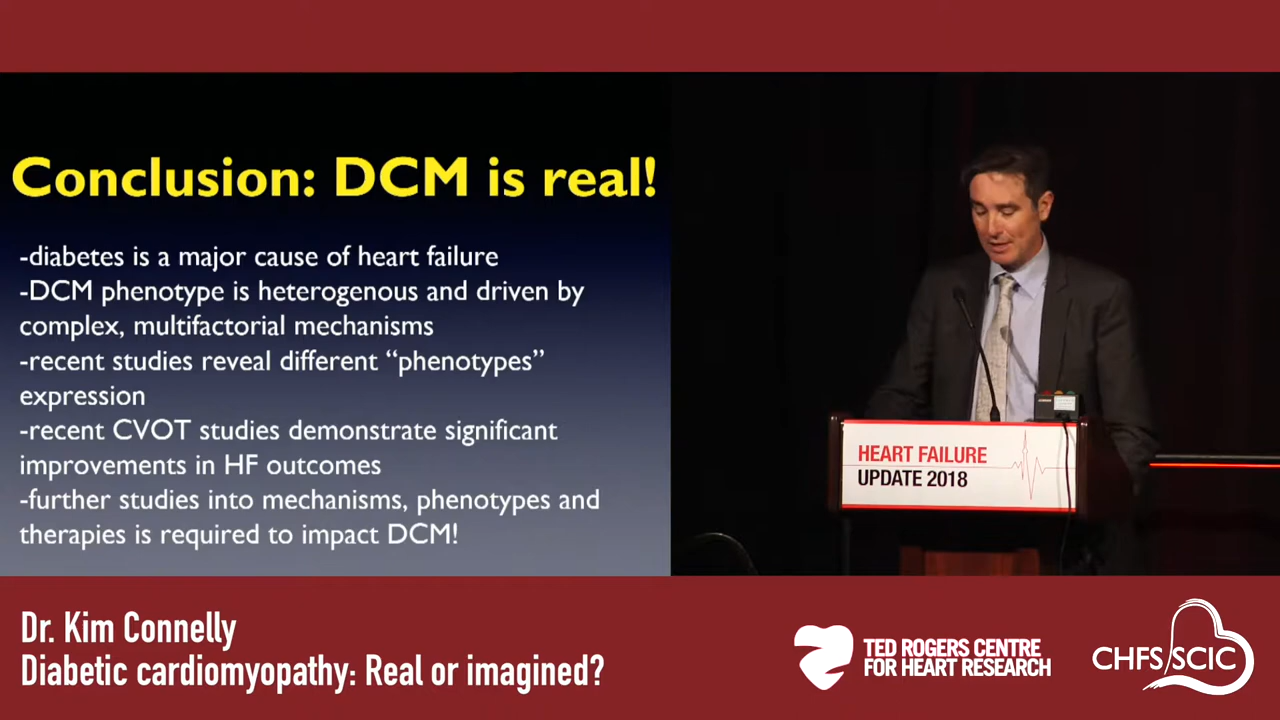 Conclusion: DCM is real!
-diabetes is a major cause of heart failure
-DCM phenotype is heterogenous and driven by
complex, multifactorial mechanisms
-recent studies reveal different “phenotypes”
expression
-recent CVOT studies demonstrate significant
improvements in HF outcomes
-further studies into mechanisms, phenotypes and
therapies is required to impact DCM!
HEART FAILURE
UPDATE 2018
Dr. Kim Connelly
Diabetic cardiomyopathy: Real or imagined?
TED ROGERS CENTRE
FOR HEART RESEARCH
CHFS/SCIC